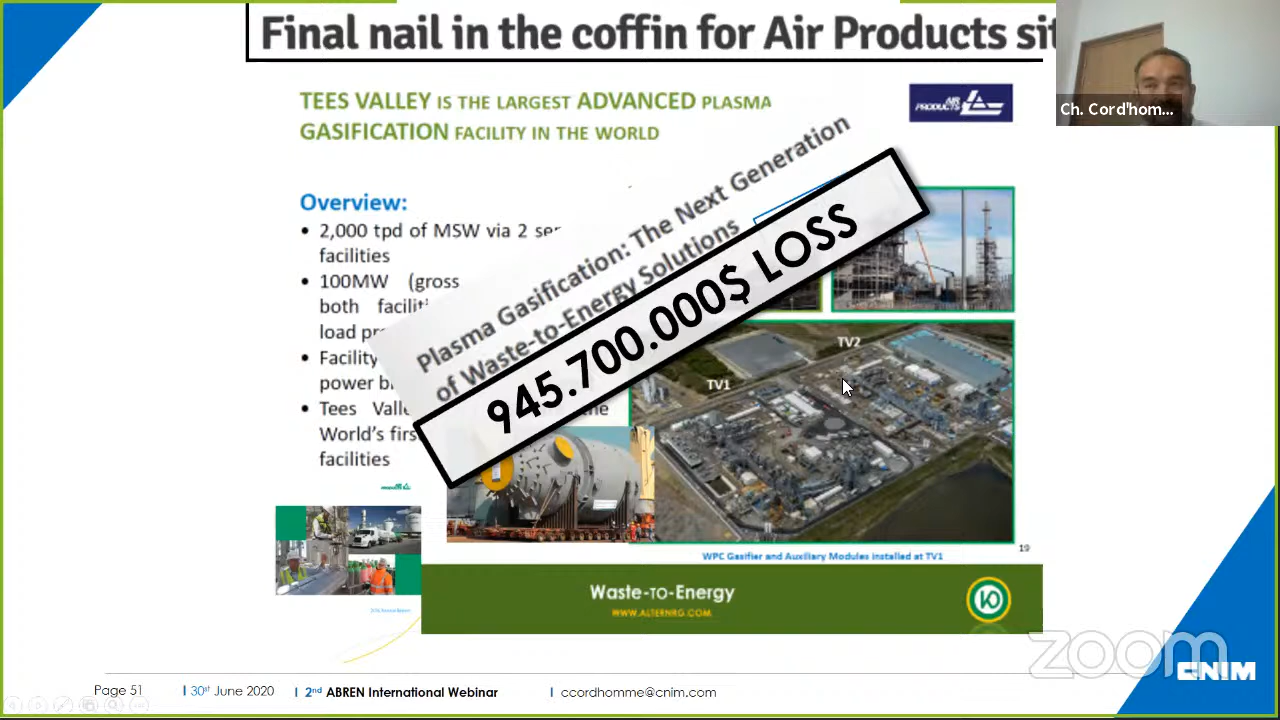 Final nail in the coffin for Air Products sit
Ch. Cord'hom...
TEES VALLEY IS THE LARGEST ADVANCED PLASMA
GASIFICATION FACILITY IN THE WORLD
AIR
PRODUCTS
Plasma Gasification: The Next Generation
of Waste-to-Energy Solutions
945.700.000$ LOSS
Overview:
• 2,000 tpd of MSW via 2 ser
facilities
• 100MW (gross
both faciliti
load pr
• Facility
power b
• Tees Valle the
World's firs
facilities
TV2
TV1
19
WPC Gasifier and Auxiliary Modules installed at TV1
Waste-TO-Energy
WWW.ALTERNRG.COM
zoom
CNIM
Page 51
30st June 2020
2nd ABREN International Webinar
ccordhomme@cnim.com